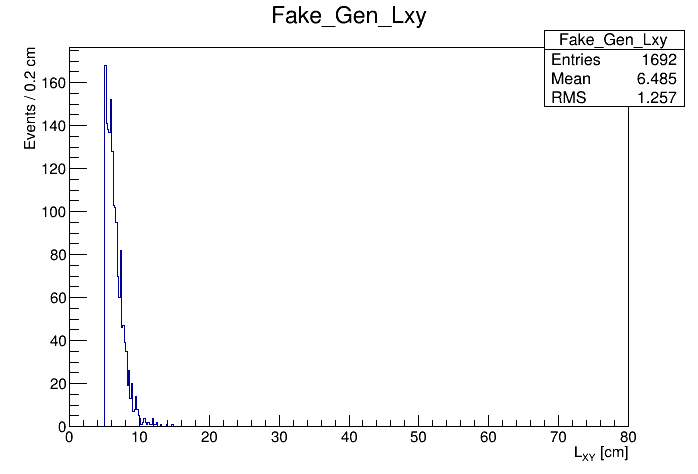 Fake_Gen_Lxy
Fake_Gen_Lxy
Entries 1692
Mean 6.485
RMS 1.257
Events / 0.2 cm
160
140
120
100
80
60
40
20
0
0 10 20 30 40 50 60 70 80
L_XY [cm]